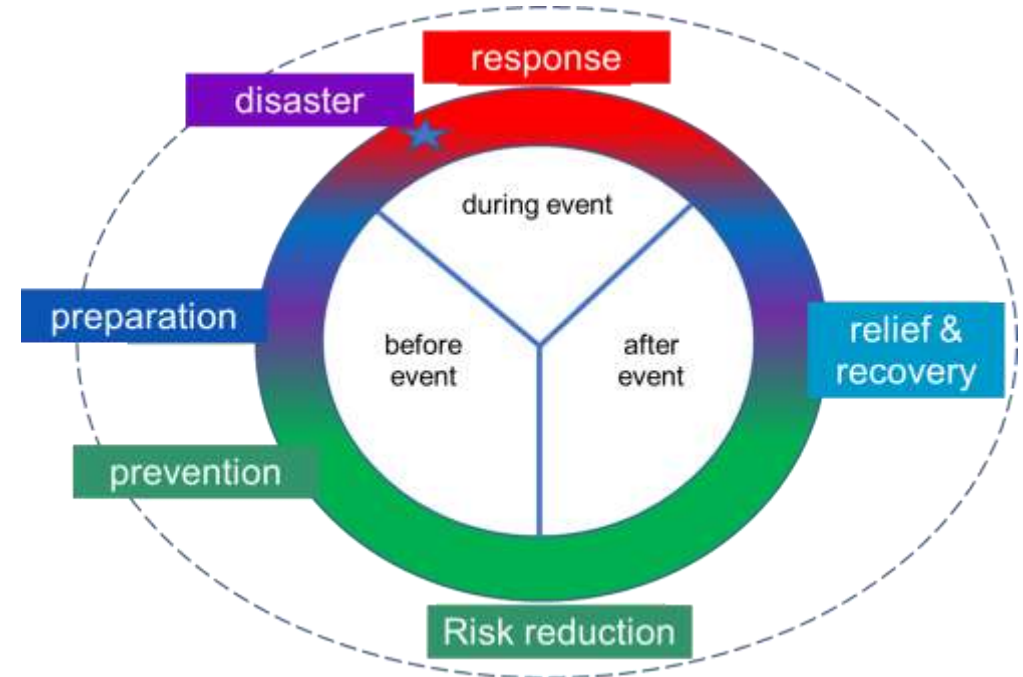 response
disaster
during event
preparation
before
event
after
event
relief &
recovery
prevention
Risk reduction